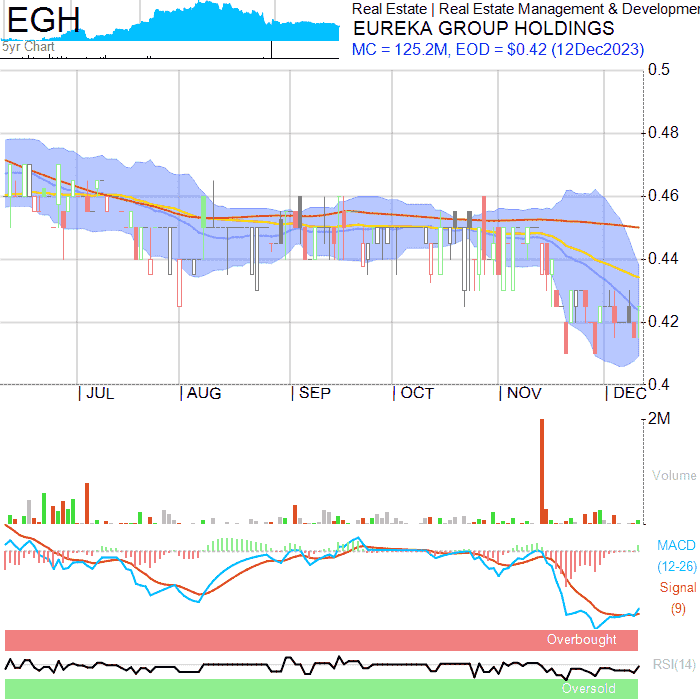 EGH
5yr Chart
Real Estate | Real Estate Management & Developmen
EUREKA GROUP HOLDINGS
MC = 125.2M, EOD = $0.42 (12Dec2023)
0.5
0.48
0.46
0.44
0.42
0.4
JUL AUG SEP OCT NOV DEC
2M
Volume
MACD
(12-26)
Signal
(9)
Overbought
RSI(14)
Oversold